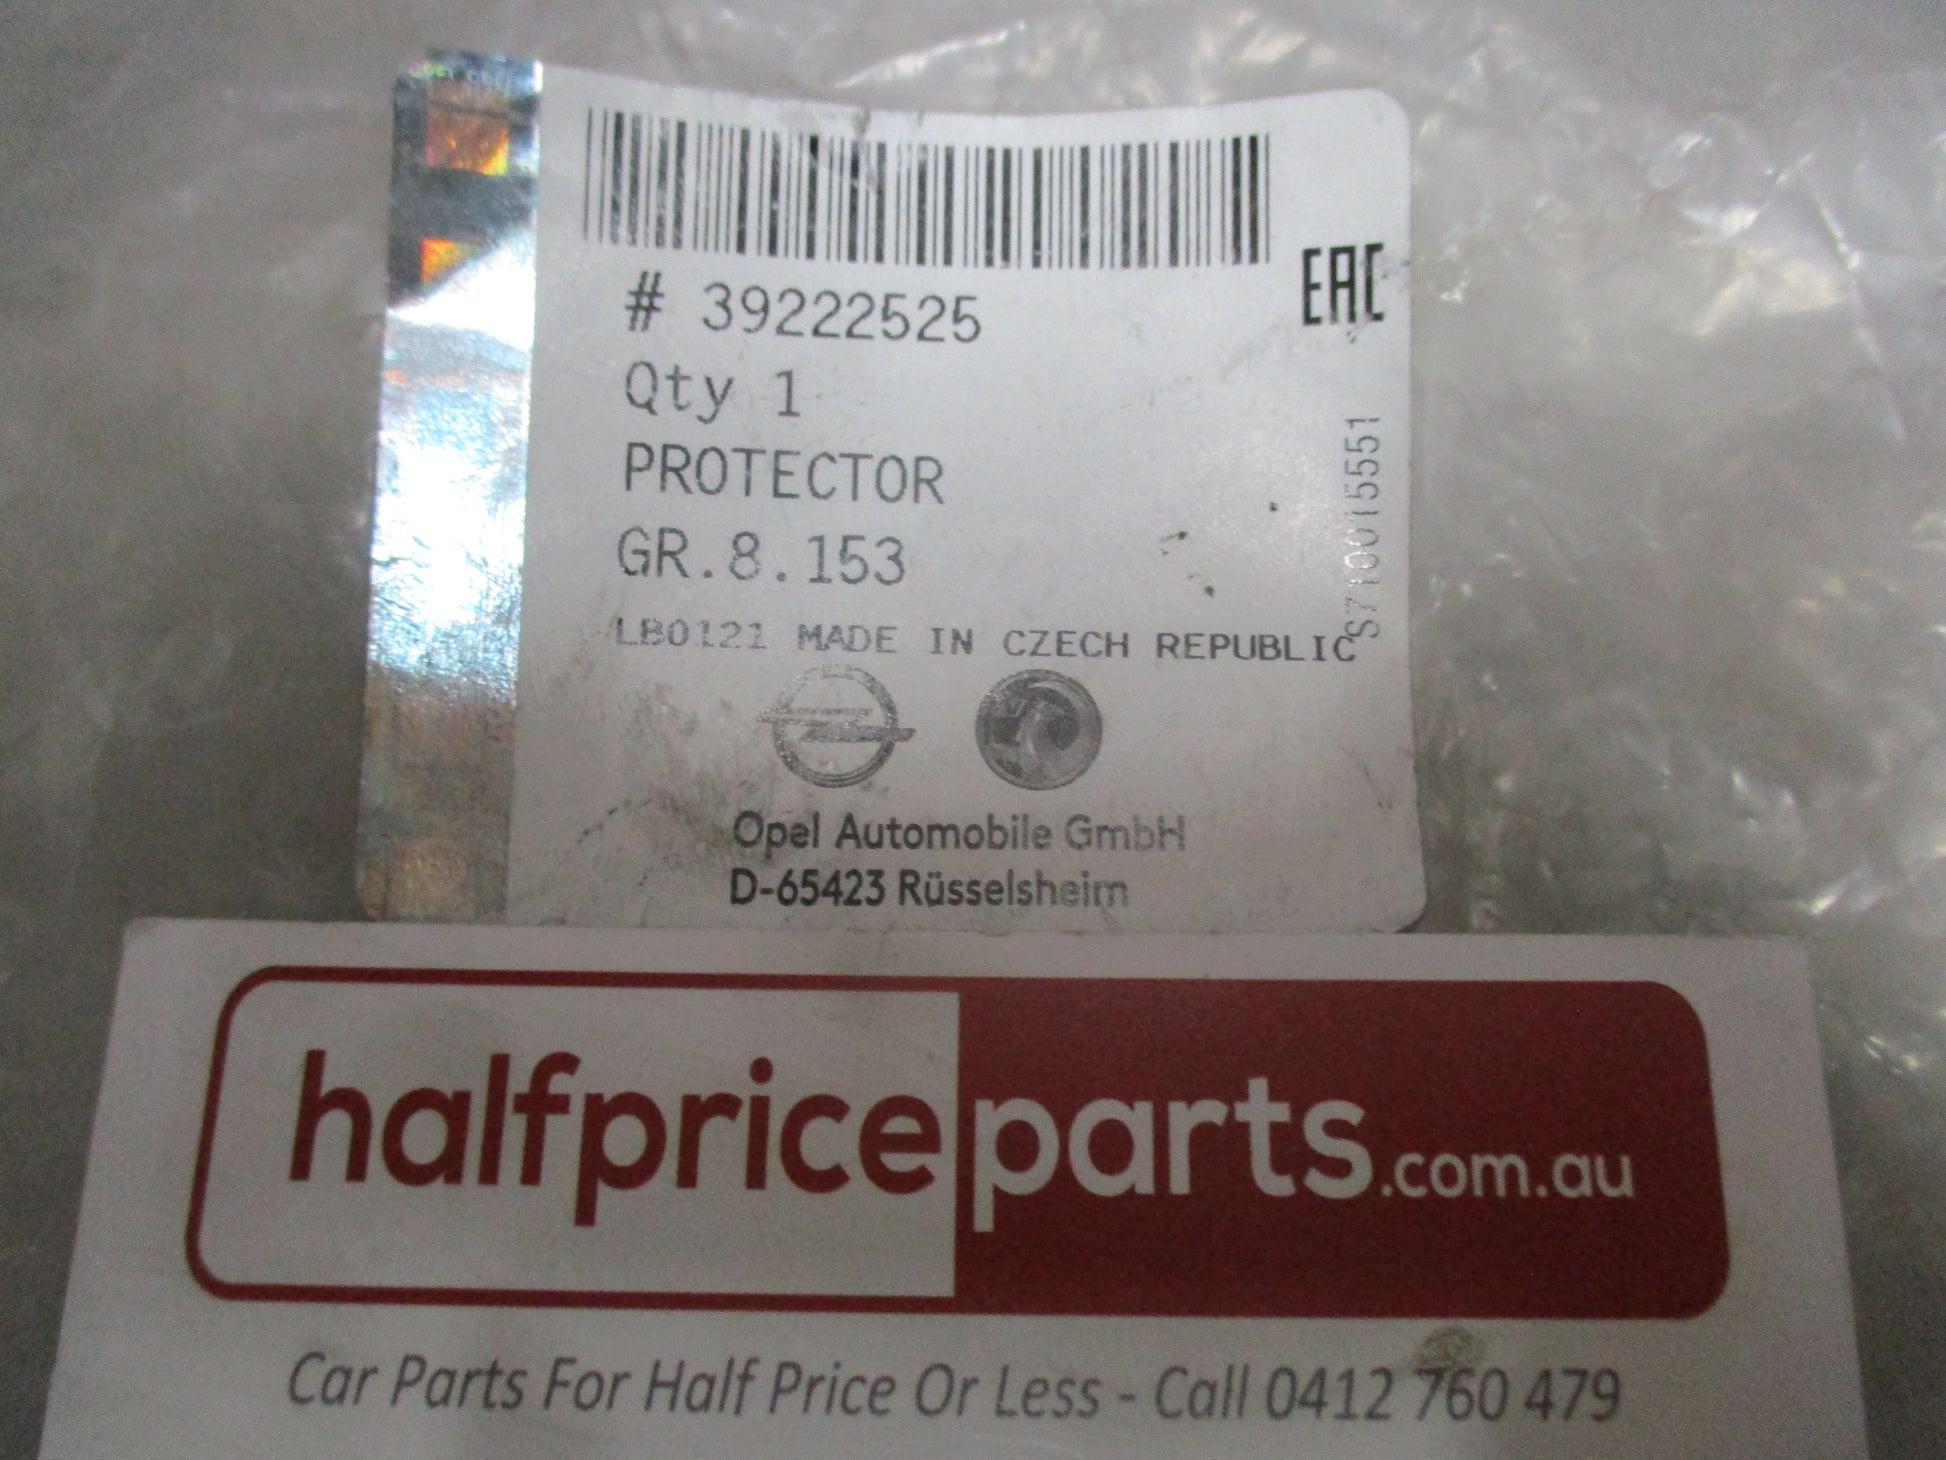 # 39222525
EAC
Qty 1
PROTECTOR
GR.8.153
S710015551
LB0121 MADE IN CZECH REPUBLIC
Opel Automobile GmbH
D-65423 Rüsselsheim
halfpriceparts.com.au
Car Parts For Half Price Or Less - Call 0412 760 479